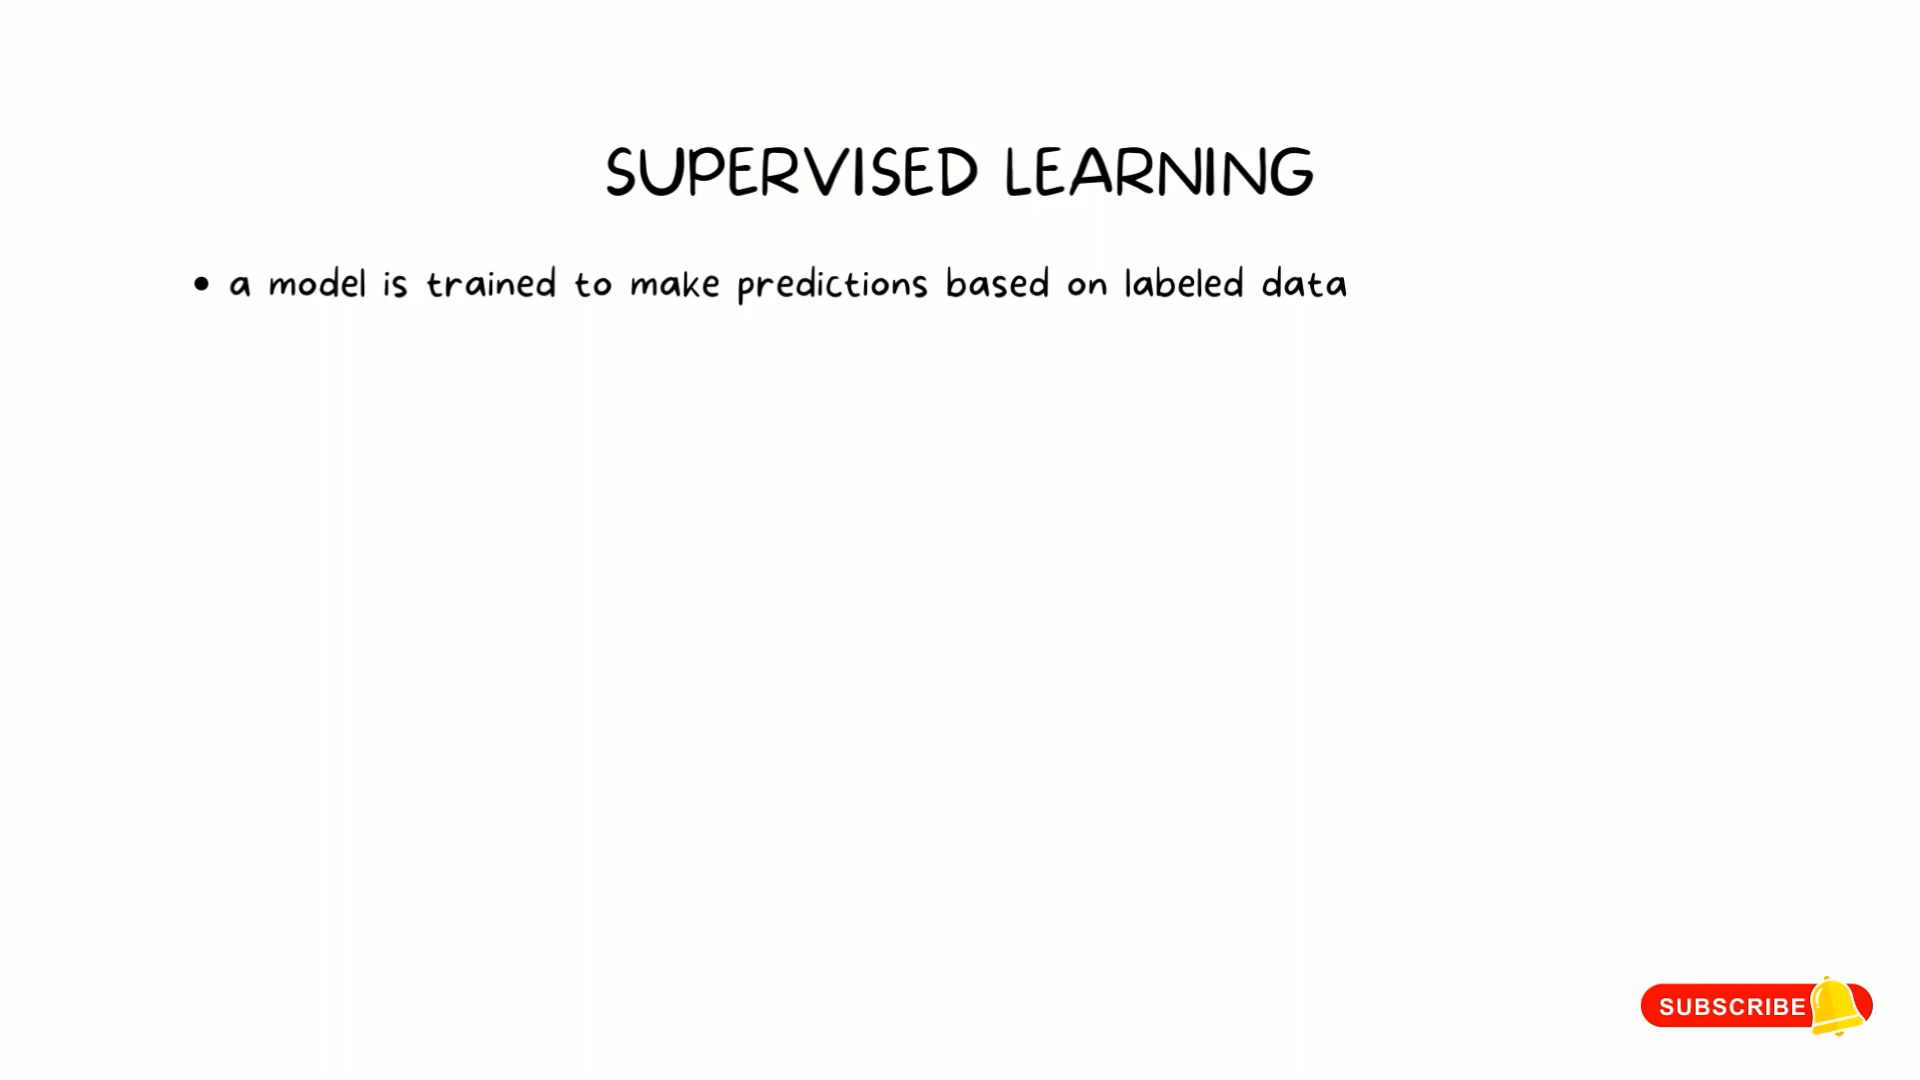 SUPERVISED LEARNING
• a model is trained to make predictions based on labeled data
SUBSCRIBE